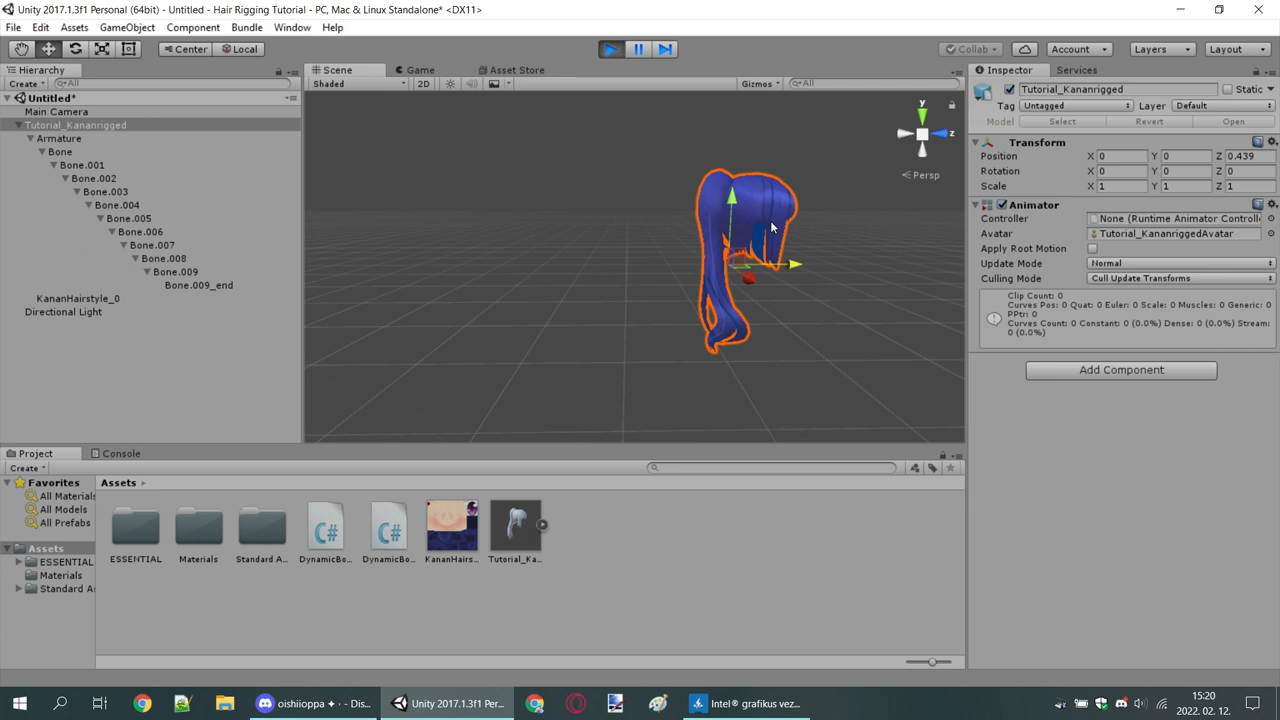 Unity 2017.1.3f1 Personal (64bit) - Untitled - Hair Rigging Tutorial - PC, Mac & Linux Standalone* <DX11>
File Edit Assets GameObject Component Bundle Window Help
Center Local Collab Account Layers Layout
Hierarchy
Create All
Untitled*
Main Camera
Tutorial_Kananrigged
Armature
Bone
Bone.001
Bone.002
Bone.003
Bone.004
Bone.005
Bone.006
Bone.007
Bone.008
Bone.009
Bone.009_end
KananHairstyle_0
Directional Light
Scene Game Asset Store
Shaded 2D Gizmos All
y
z
Persp
Inspector Services
Tutorial_Kananrigged Static
Tag Untagged Layer Default
Model Select Revert Open
Transform
Position X 0 Y 0 Z 0.439
Rotation X 0 Y 0 Z 0
Scale X 1 Y 1 Z 1
Animator
Controller None (Runtime Animator Controll
Avatar Tutorial_KananriggedAvatar
Apply Root Motion
Update Mode Normal
Culling Mode Cull Update Transforms
Clip Count: 0
Curves Pos: 0 Quat: 0 Euler: 0 Scale: 0 Muscles: 0 Generic: 0
PPtr: 0
Curves Count: 0 Constant: 0 (0.0%) Dense: 0 (0.0%) Stream:
0 (0.0%)
Add Component
Project Console
Create
Favorites
All Materials
All Models
All Prefabs
Assets
ESSENTIAL
Materials
Standard As
Assets
ESSENTIAL Materials Standard A... DynamicBo... DynamicBo... KananHairs... Tutorial_Ka...
oishiioppa ✦ · - Dis... Unity 2017.1.3f1 Per... Intel® grafikus vez...
15:20
2022. 02. 12.